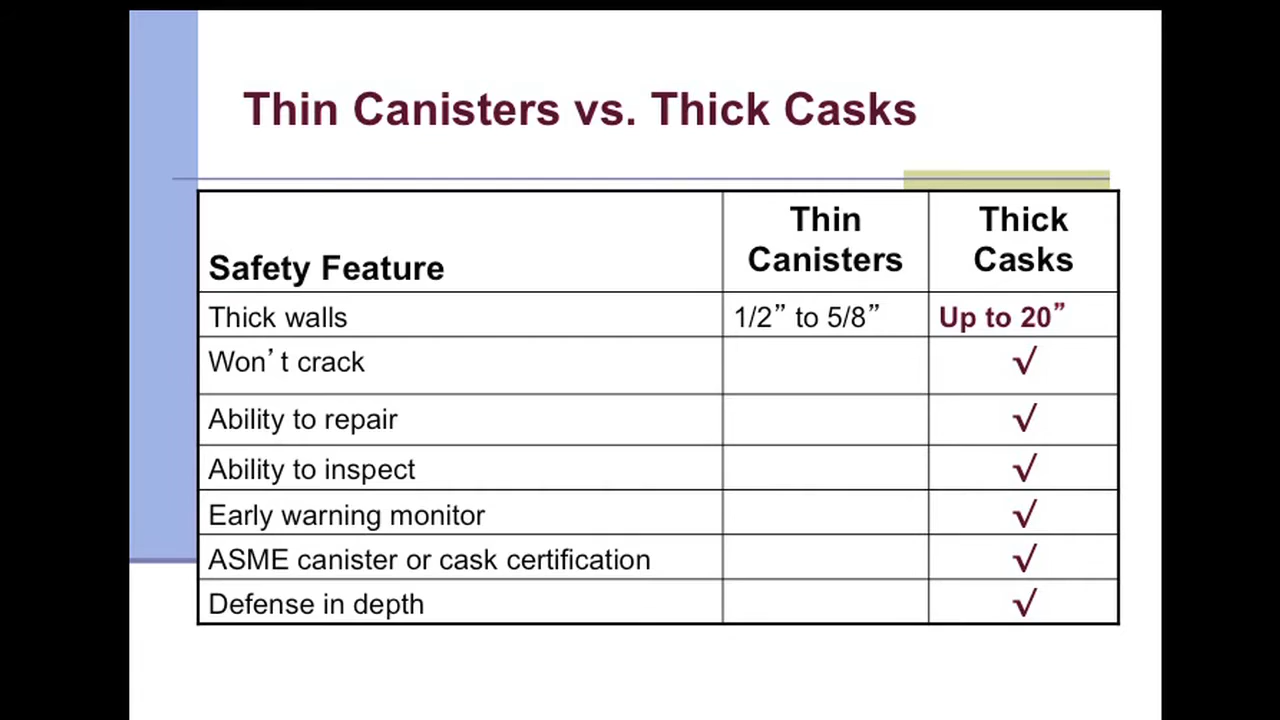 Thin Canisters vs. Thick Casks
Safety Feature Thin Canisters Thick Casks
Thick walls 1/2” to 5/8” Up to 20”
Won’t crack √
Ability to repair √
Ability to inspect √
Early warning monitor √
ASME canister or cask certification √
Defense in depth √